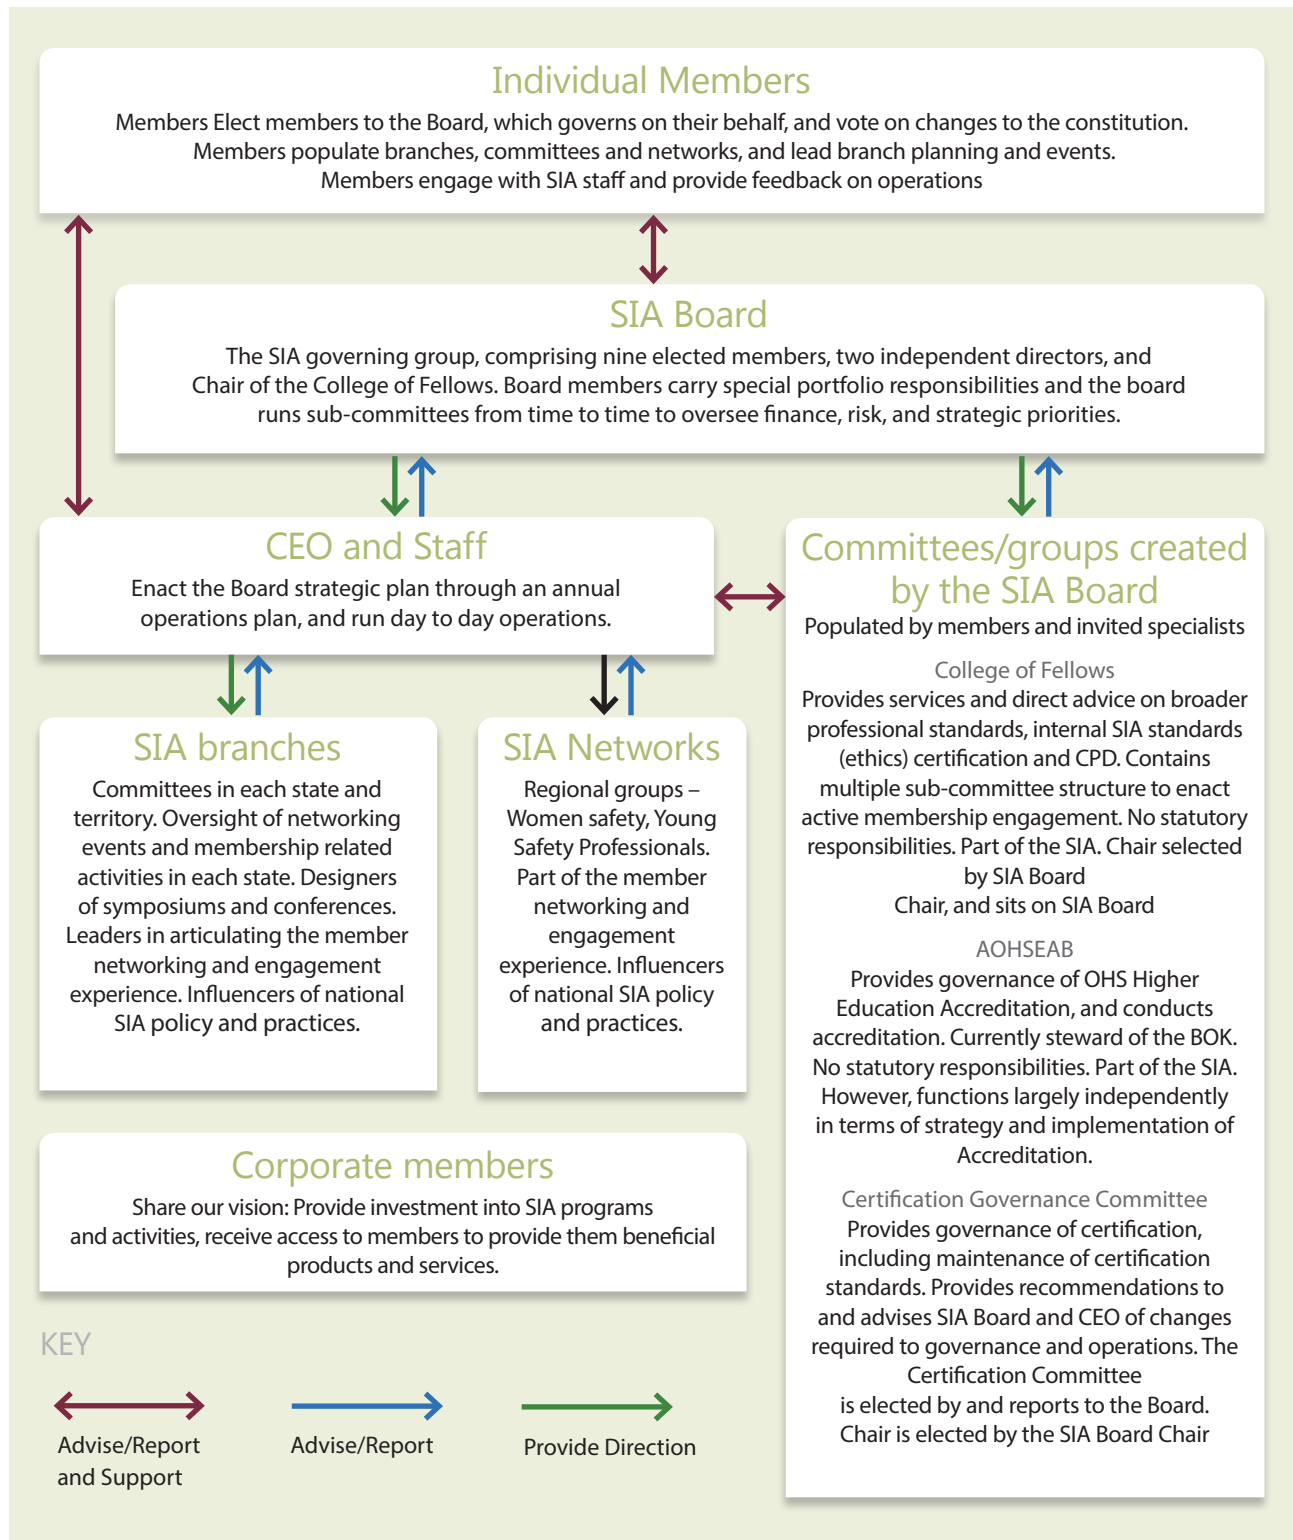 Individual Members
Members Elect members to the Board, which governs on their behalf, and vote on changes to the constitution.
Members populate branches, committees and networks, and lead branch planning and events.
Members engage with SIA staff and provide feedback on operations
SIA Board
The SIA governing group, comprising nine elected members, two independent directors, and
Chair of the College of Fellows. Board members carry special portfolio responsibilities and the board
runs sub-committees from time to time to oversee finance, risk, and strategic priorities.
CEO and Staff
Enact the Board strategic plan through an annual
operations plan, and run day to day operations.
SIA branches
Committees in each state and
territory. Oversight of networking
events and membership related
activities in each state. Designers
of symposiums and conferences.
Leaders in articulating the member
networking and engagement
experience. Influencers of national
SIA policy and practices.
SIA Networks
Regional groups –
Women safety, Young
Safety Professionals.
Part of the member
networking and
engagement
experience. Influencers
of national SIA policy
and practices.
Committees/groups created
by the SIA Board
Populated by members and invited specialists
College of Fellows
Provides services and direct advice on broader
professional standards, internal SIA standards
(ethics) certification and CPD. Contains
multiple sub-committee structure to enact
active membership engagement. No statutory
responsibilities. Part of the SIA. Chair selected
by SIA Board
Chair, and sits on SIA Board
AOHSEAB
Provides governance of OHS Higher
Education Accreditation, and conducts
accreditation. Currently steward of the BOK.
No statutory responsibilities. Part of the SIA.
However, functions largely independently
in terms of strategy and implementation of
Accreditation.
Certification Governance Committee
Provides governance of certification,
including maintenance of certification
standards. Provides recommendations to
and advises SIA Board and CEO of changes
required to governance and operations. The
Certification Committee
is elected by and reports to the Board.
Chair is elected by the SIA Board Chair
Corporate members
Share our vision: Provide investment into SIA programs
and activities, receive access to members to provide them beneficial
products and services.
KEY
Advise/Report
and Support
Advise/Report
Provide Direction